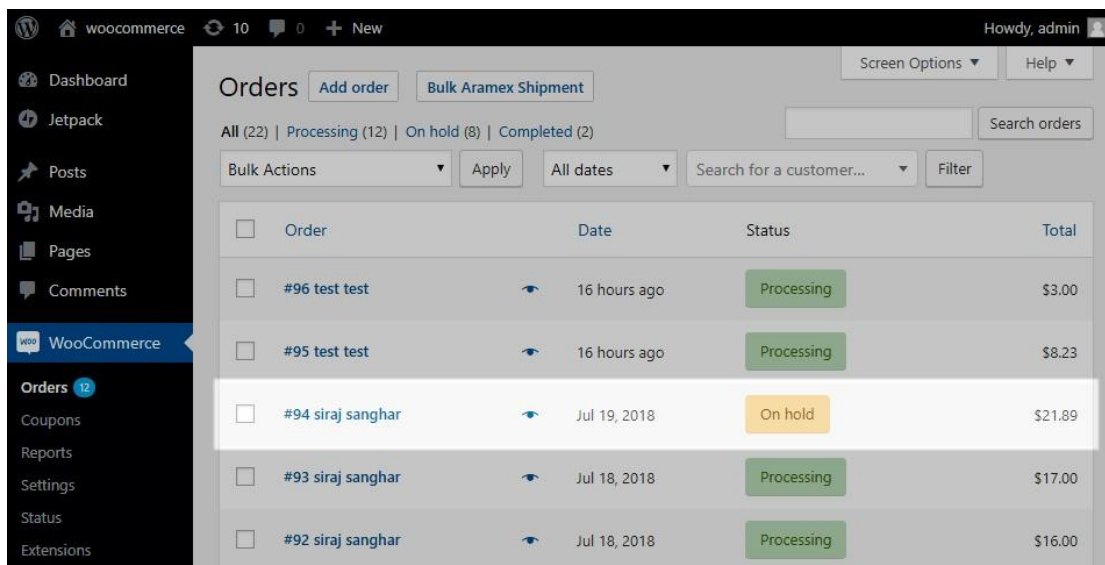 woocommerce 10 0 + New Howdy, admin
Dashboard
Jetpack
Posts
Media
Pages
Comments
WOO WooCommerce
Orders 12
Coupons
Reports
Settings
Status
Extensions
Screen Options ▼ Help ▼
Orders Add order Bulk Aramex Shipment
All (22) | Processing (12) | On hold (8) | Completed (2)
Search orders
Bulk Actions ▼ Apply All dates ▼ Search for a customer... ▼ Filter
Order Date Status Total
#96 test test 16 hours ago Processing $3.00
#95 test test 16 hours ago Processing $8.23
#94 siraj sanghar Jul 19, 2018 On hold $21.89
#93 siraj sanghar Jul 18, 2018 Processing $17.00
#92 siraj sanghar Jul 18, 2018 Processing $16.00